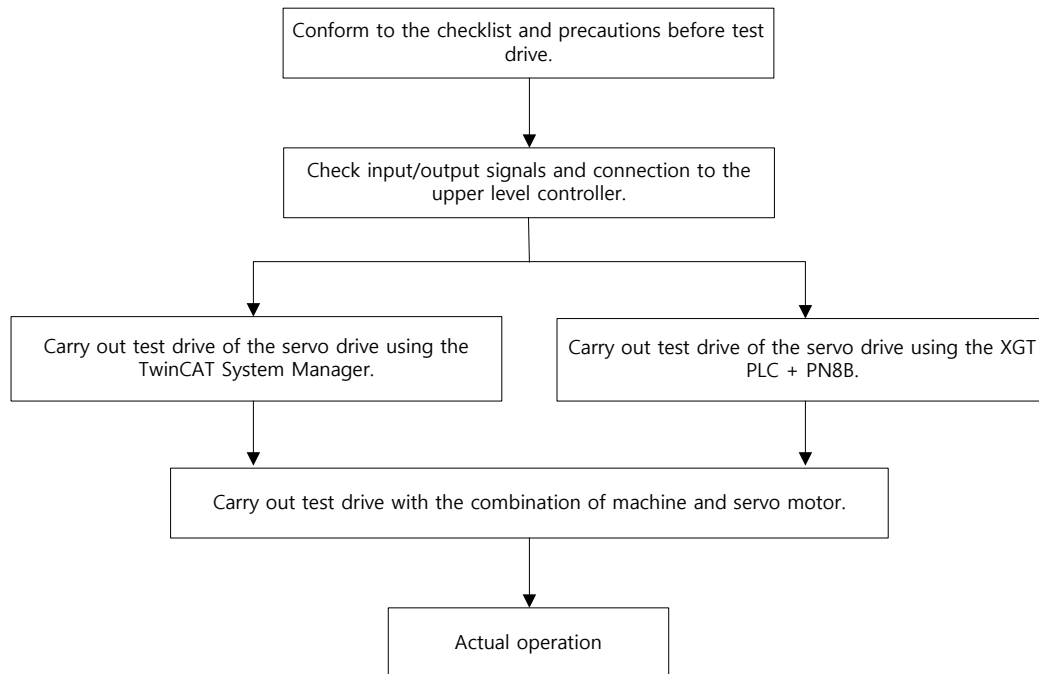 Conform to the checklist and precautions before test
drive.
Check input/output signals and connection to the
upper level controller.
Carry out test drive of the servo drive using the
TwinCAT System Manager.
Carry out test drive of the servo drive using the XGT
PLC + PN8B.
Carry out test drive with the combination of machine and servo motor.
Actual operation